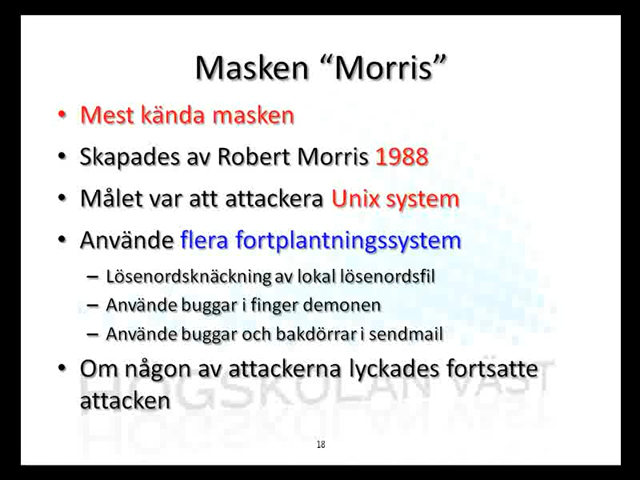 Masken “Morris”
• Mest kända masken
• Skapades av Robert Morris 1988
• Målet var att attackera Unix system
• Använde flera fortplantningssystem
– Lösenordsknäckning av lokal lösenordsfil
– Använde buggar i finger demonen
– Använde buggar och bakdörrar i sendmail
• Om någon av attackerna lyckades fortsatte
attacken
HÖGSKOLAN VÄST
18